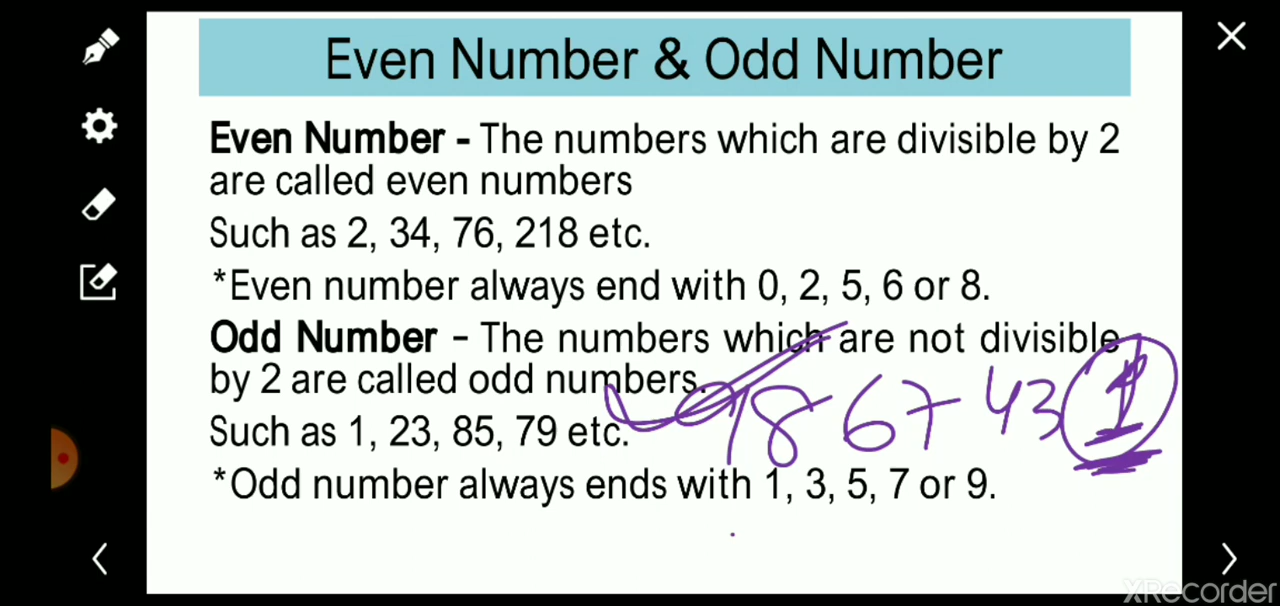 Even Number & Odd Number
Even Number - The numbers which are divisible by 2
are called even numbers
Such as 2, 34, 76, 218 etc.
*Even number always end with 0, 2, 5, 6 or 8.
Odd Number - The numbers which are not divisible
by 2 are called odd numbers.
Such as 1, 23, 85, 79 etc.
9867431
*Odd number always ends with 1, 3, 5, 7 or 9.
XRecorder